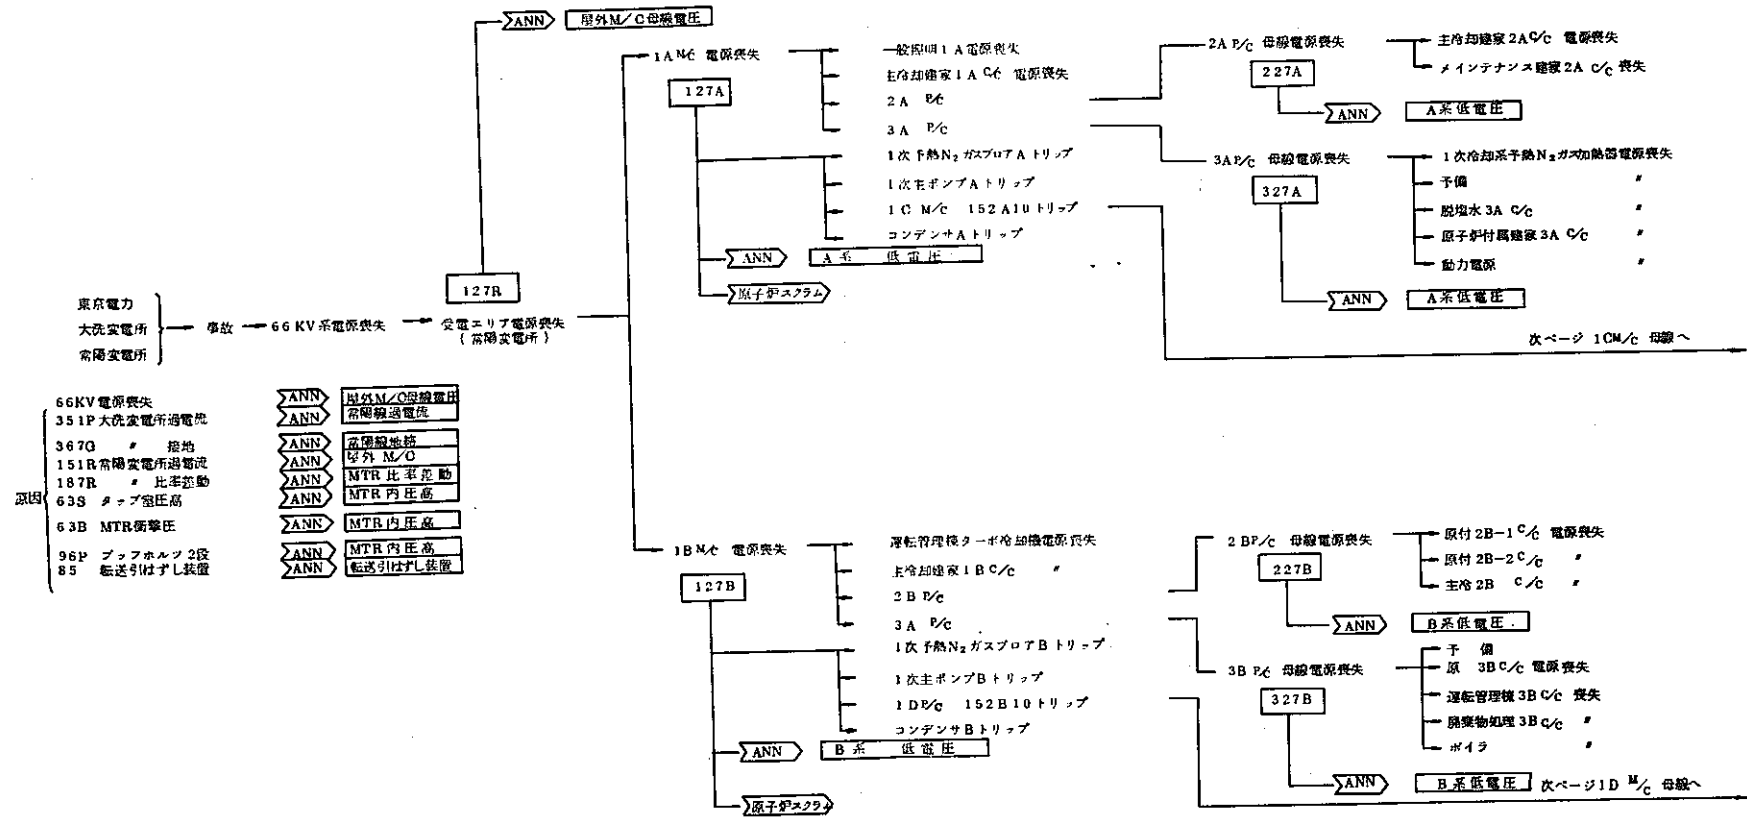 ANN 屋外M/C母線電圧
1A M/C 電源喪失
127A
一般照明1A電源喪失
主冷却建家1A C/C 電源喪失
2A P/C
3A P/C
1次予熱N₂ガスブロアAトリップ
1次主ポンプAトリップ
1C M/C 152A10トリップ
コンデンサAトリップ
ANN A系 低電圧
原子炉スクラム
2A P/C 母線電源喪失
227A
主冷却建家2A C/C 電源喪失
メインテナンス建家2A C/C 喪失
ANN A系低電圧
3A P/C 母線電源喪失
327A
1次冷却系予熱N₂ガス加熱器電源喪失
予備 〃
脱塩水3A C/C 〃
原子炉付属建家3A C/C 〃
動力電源 〃
ANN A系低電圧
次ページ 1CM/C 母線へ
127R
東京電力
大洗変電所
常陽変電所
事故
66KV系電源喪失
受電エリア電源喪失
(常陽変電所)
原因
66KV電源喪失 ANN 屋外M/C母線電圧
351P大洗変電所過電流 ANN 常陽線過電流
367G 〃 接地 ANN 常陽線地絡
151R常陽変電所過電流 ANN 屋外 M/C
187R 〃 比率差動 ANN MTR比率差動
63S タップ室圧高 ANN MTR内圧高
63B MTR衝撃圧 ANN MTR内圧高
96P ブッフホルツ2段 ANN MTR内圧高
85 転送引はずし装置 ANN 転送引はずし装置
1B M/C 電源喪失
127B
運転管理棟ターボ冷却機電源喪失
主冷却建家1BC/C 〃
2B P/C
3A P/C
1次予熱N₂ガスブロアBトリップ
1次主ポンプBトリップ
1DP/C 152B10トリップ
コンデンサBトリップ
ANN B系 低電圧
原子炉スクラム
2BP/C 母線電源喪失
227B
原付2B-1 C/C 電源喪失
原付2B-2C/C 〃
主冷2B C/C 〃
ANN B系低電圧
3B P/C 母線電源喪失
327B
予 備
原 3BC/C 電源喪失
運転管理棟3BC/C 喪失
廃棄物処理3BC/C 〃
ボイラ 〃
ANN B系低電圧 次ページ1D M/C 母線へ